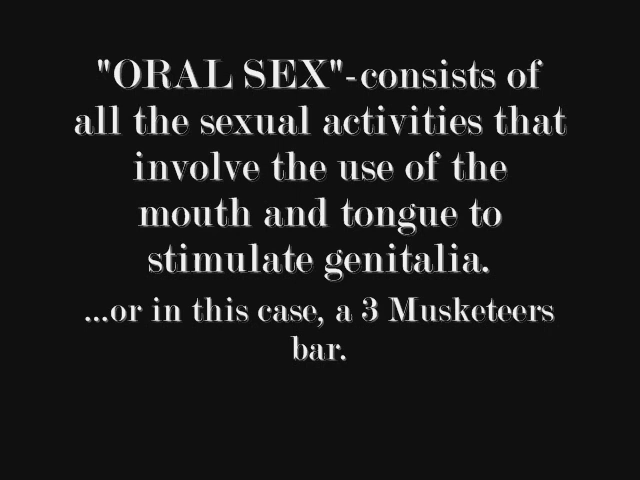 "ORAL SEX"-consists of
all the sexual activities that
involve the use of the
mouth and tongue to
stimulate genitalia.
...or in this case, a 3 Musketeers
bar.